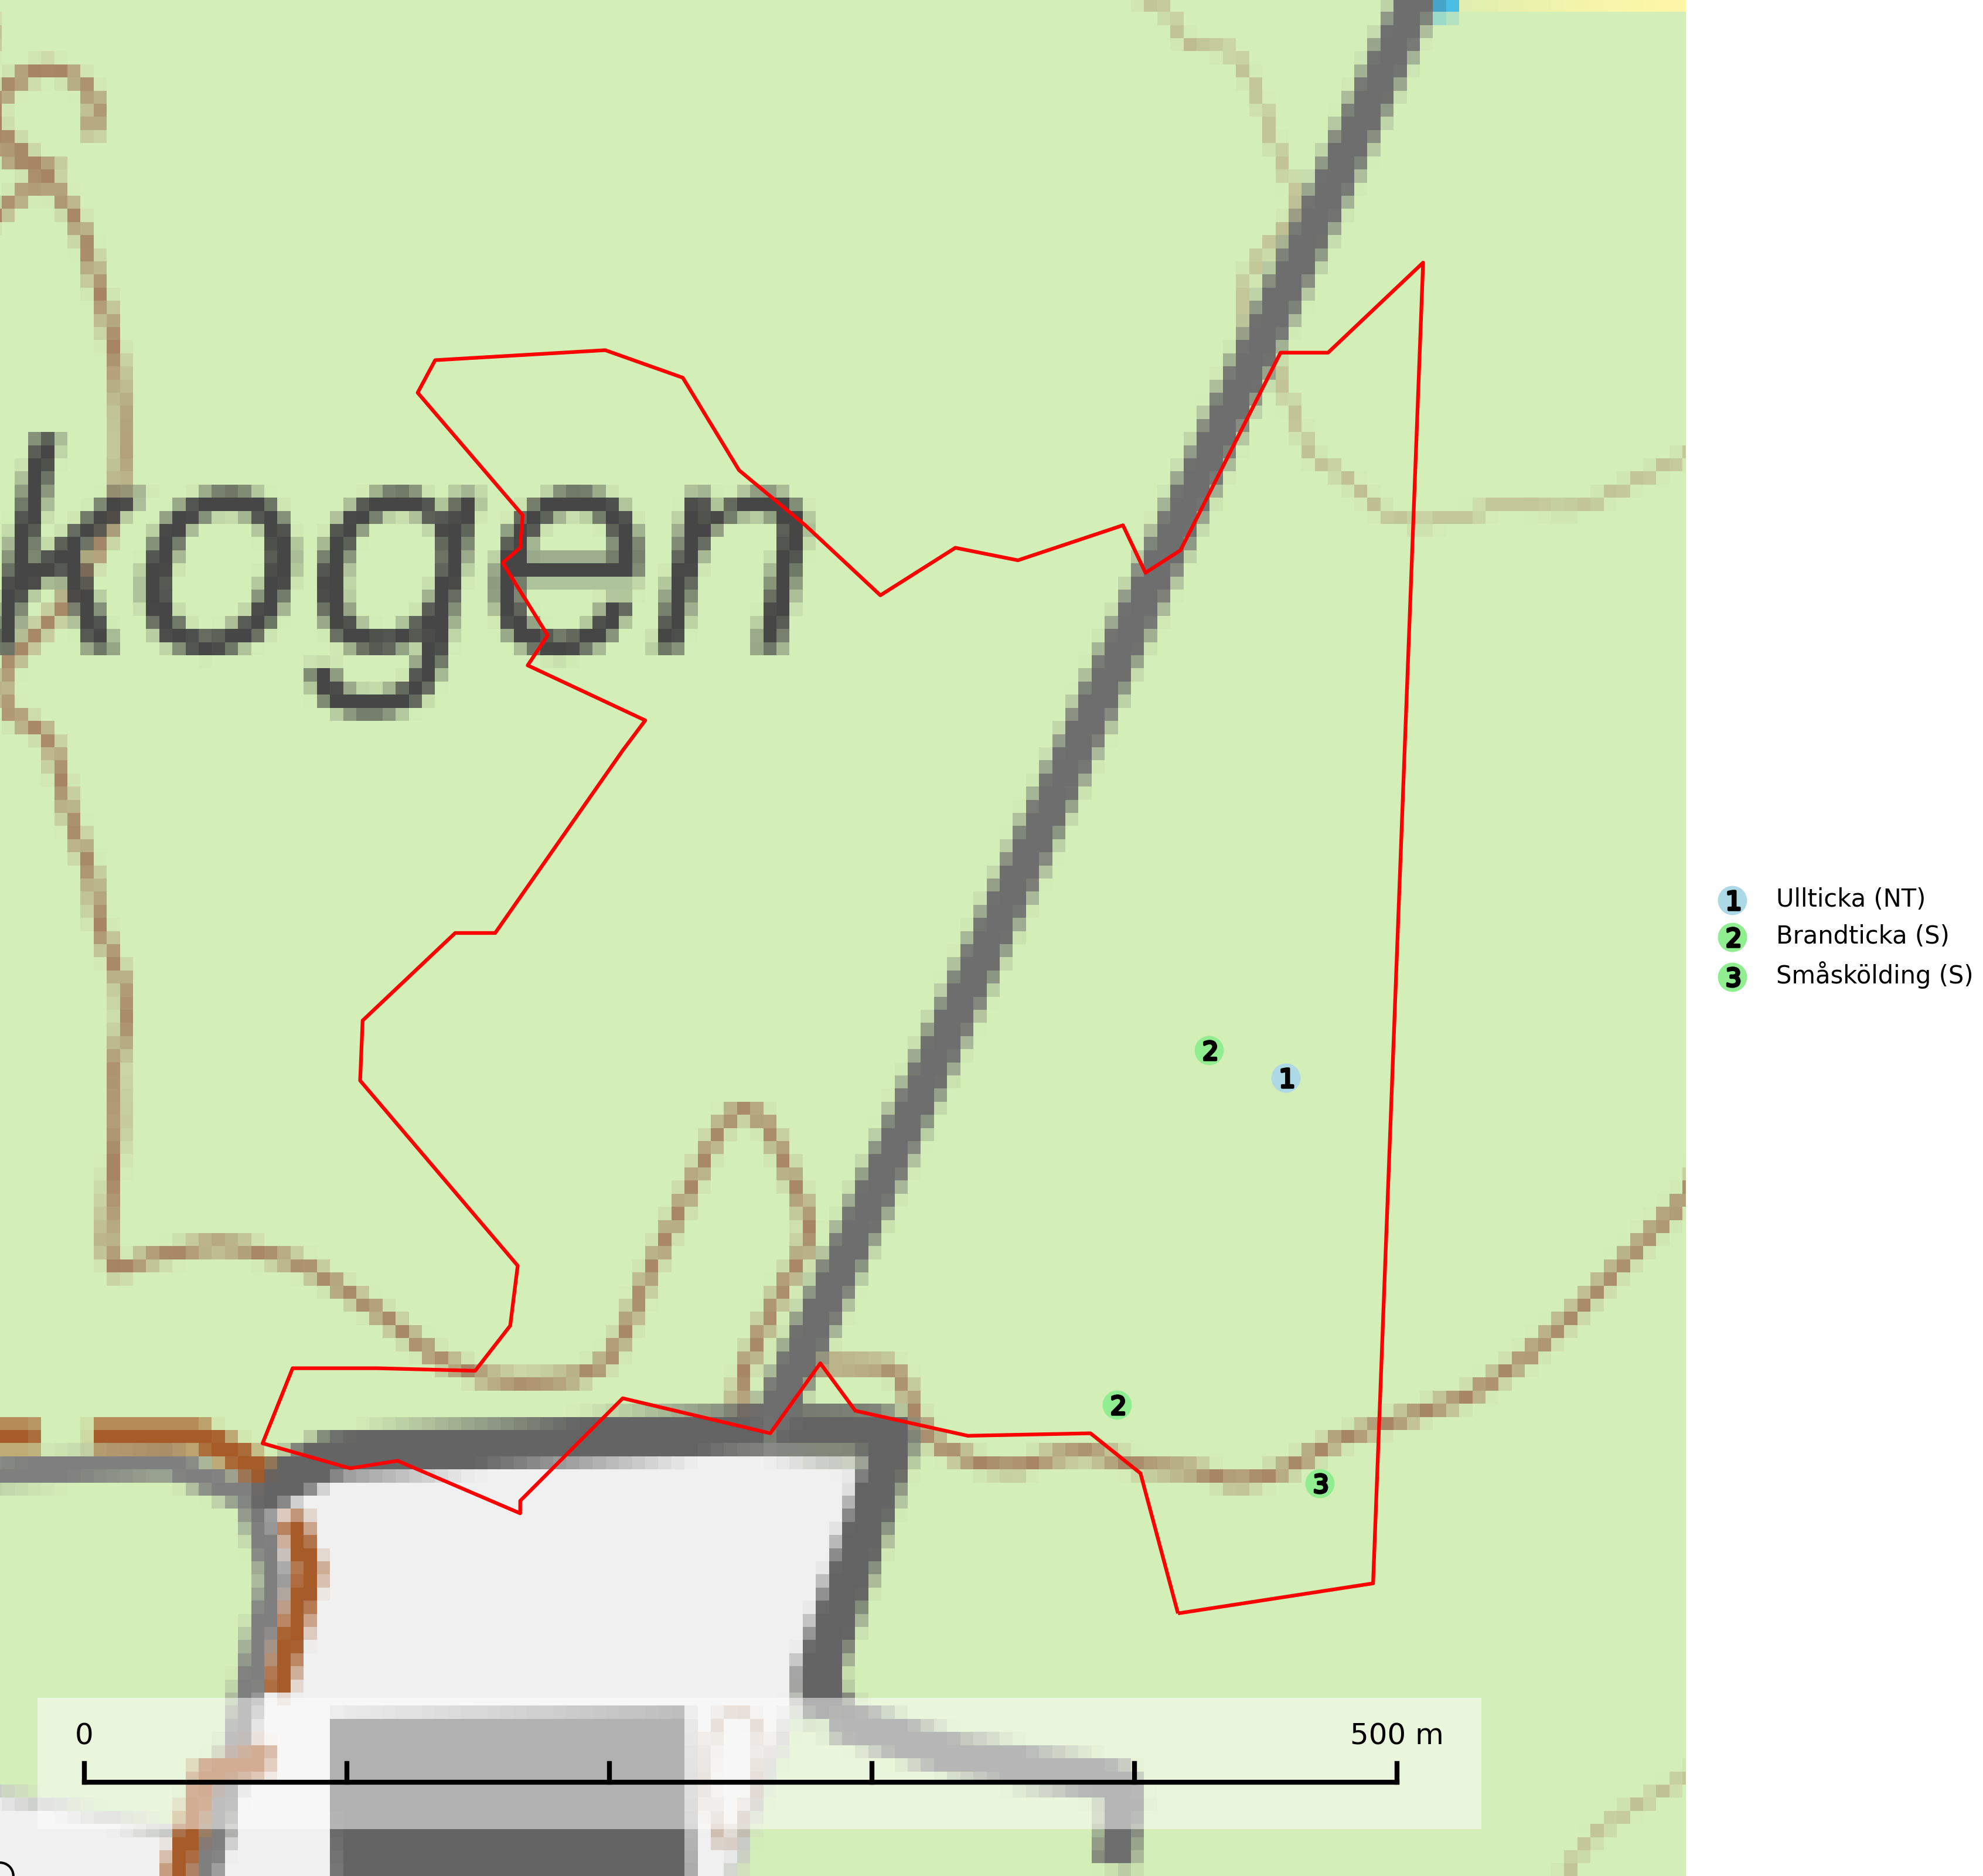 kogen
2
1
2
3
0
500 m
1 Ullticka (NT)
2 Brandticka (S)
3 Småskölding (S)